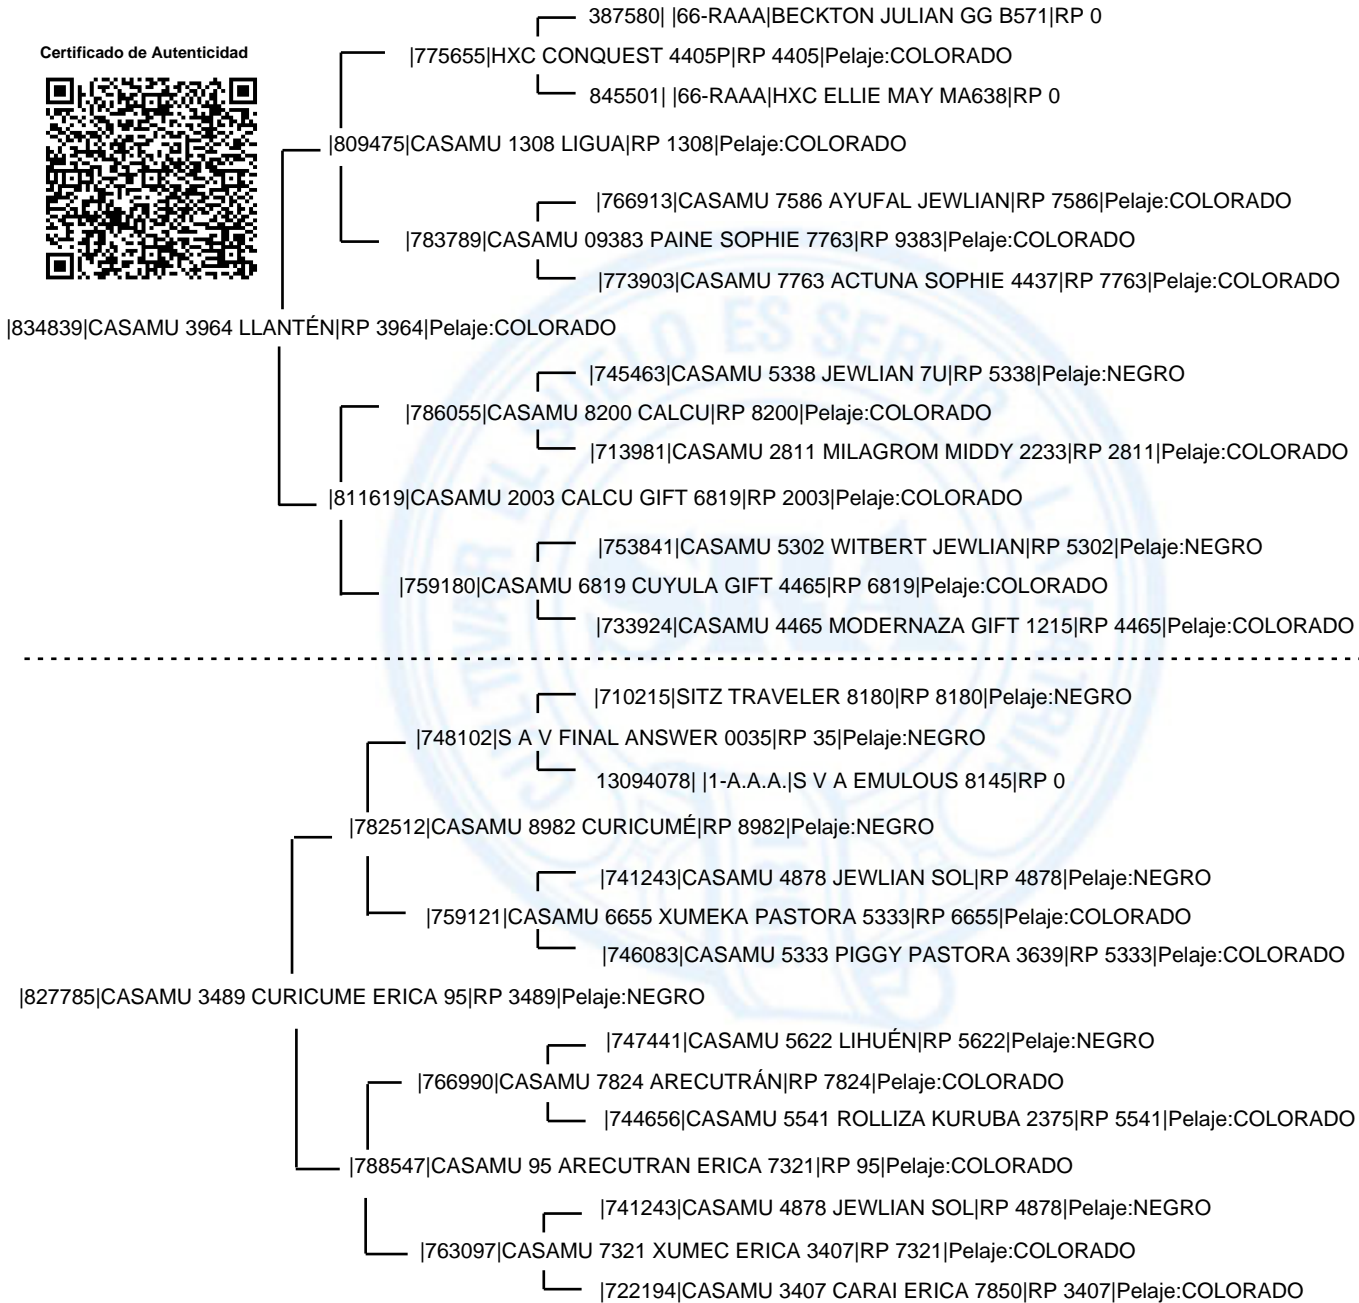 387580| |66-RAAA|BECKTON JULIAN GG B571|RP 0
Certificado de Autenticidad
|775655|HXC CONQUEST 4405P|RP 4405|Pelaje:COLORADO
845501| |66-RAAA|HXC ELLIE MAY MA638|RP 0
|809475|CASAMU 1308 LIGUA|RP 1308|Pelaje:COLORADO
|766913|CASAMU 7586 AYUFAL JEWLIAN|RP 7586|Pelaje:COLORADO
|783789|CASAMU 09383 PAINE SOPHIE 7763|RP 9383|Pelaje:COLORADO
|773903|CASAMU 7763 ACTUNA SOPHIE 4437|RP 7763|Pelaje:COLORADO
|834839|CASAMU 3964 LLANTÉN|RP 3964|Pelaje:COLORADO
|745463|CASAMU 5338 JEWLIAN 7U|RP 5338|Pelaje:NEGRO
|786055|CASAMU 8200 CALCU|RP 8200|Pelaje:COLORADO
|713981|CASAMU 2811 MILAGROM MIDDY 2233|RP 2811|Pelaje:COLORADO
|811619|CASAMU 2003 CALCU GIFT 6819|RP 2003|Pelaje:COLORADO
|753841|CASAMU 5302 WITBERT JEWLIAN|RP 5302|Pelaje:NEGRO
|759180|CASAMU 6819 CUYULA GIFT 4465|RP 6819|Pelaje:COLORADO
|733924|CASAMU 4465 MODERNAZA GIFT 1215|RP 4465|Pelaje:COLORADO
|710215|SITZ TRAVELER 8180|RP 8180|Pelaje:NEGRO
|748102|S A V FINAL ANSWER 0035|RP 35|Pelaje:NEGRO
13094078| |1-A.A.A.|S V A EMULOUS 8145|RP 0
|782512|CASAMU 8982 CURICUMÉ|RP 8982|Pelaje:NEGRO
|741243|CASAMU 4878 JEWLIAN SOL|RP 4878|Pelaje:NEGRO
|759121|CASAMU 6655 XUMEKA PASTORA 5333|RP 6655|Pelaje:COLORADO
|746083|CASAMU 5333 PIGGY PASTORA 3639|RP 5333|Pelaje:COLORADO
|827785|CASAMU 3489 CURICUME ERICA 95|RP 3489|Pelaje:NEGRO
|747441|CASAMU 5622 LIHUÉN|RP 5622|Pelaje:NEGRO
|766990|CASAMU 7824 ARECUTRÁN|RP 7824|Pelaje:COLORADO
|744656|CASAMU 5541 ROLLIZA KURUBA 2375|RP 5541|Pelaje:COLORADO
|788547|CASAMU 95 ARECUTRAN ERICA 7321|RP 95|Pelaje:COLORADO
|741243|CASAMU 4878 JEWLIAN SOL|RP 4878|Pelaje:NEGRO
|763097|CASAMU 7321 XUMEC ERICA 3407|RP 7321|Pelaje:COLORADO
|722194|CASAMU 3407 CARAI ERICA 7850|RP 3407|Pelaje:COLORADO
CULTIVAR EL SUELO ES SERVIR A LA PATRIA
SRA
1866